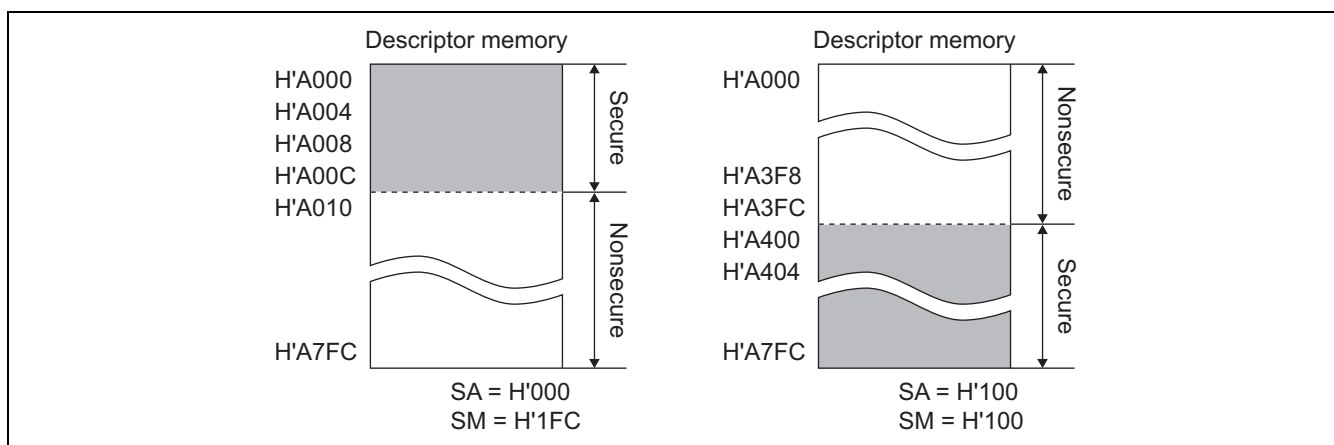 Descriptor memory
H'A000
H'A004
H'A008
H'A00C
H'A010
H'A7FC
Secure
Nonsecure
SA = H'000
SM = H'1FC
Descriptor memory
H'A000
H'A3F8
H'A3FC
H'A400
H'A404
H'A7FC
Nonsecure
Secure
SA = H'100
SM = H'100